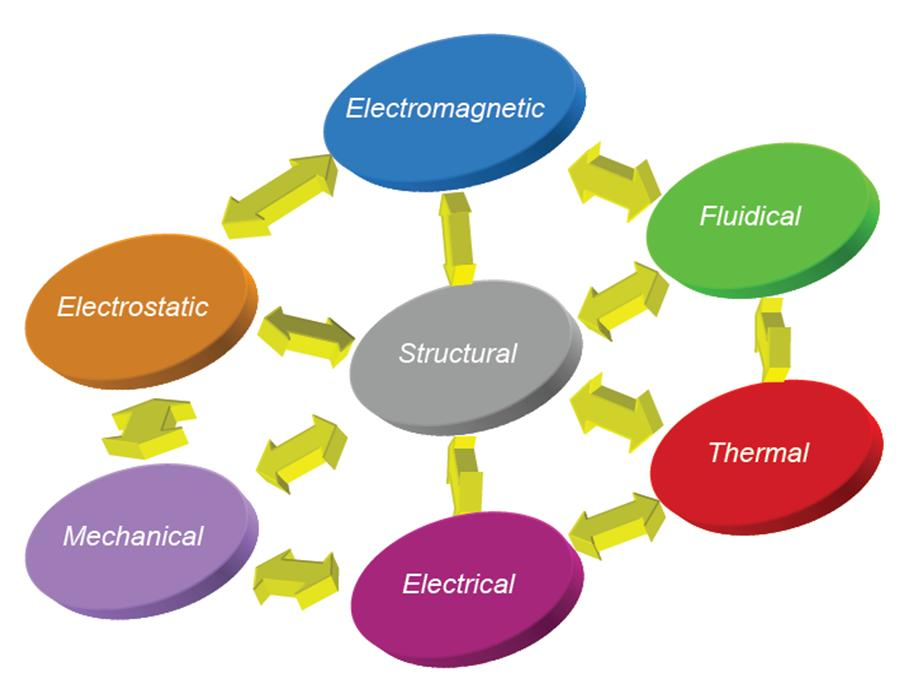 Electromagnetic
Fluidical
Electrostatic
Structural
Thermal
Mechanical
Electrical